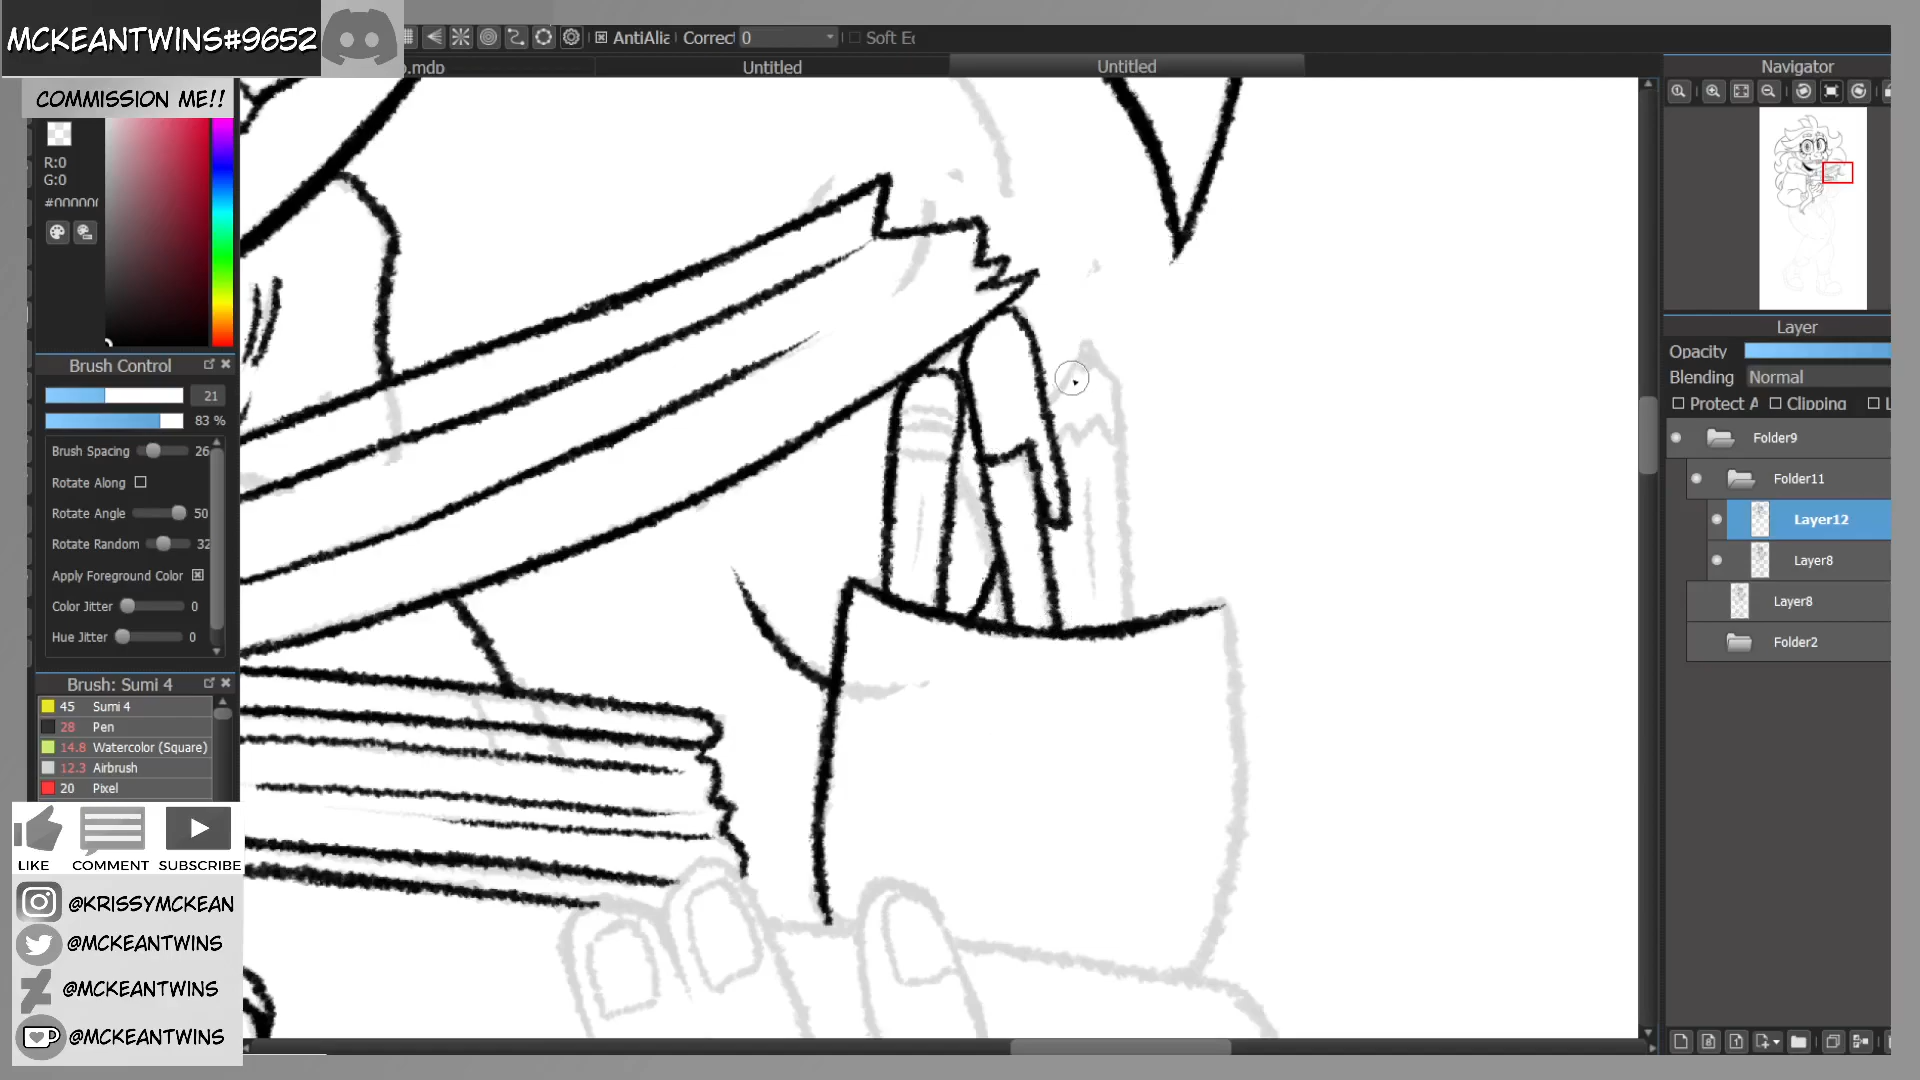 MCKEANTWINS#9652
COMMISSION ME!!
AntiAlia
Correct 0
Soft E
.mdp
Untitled
Untitled
Navigator
R:0
G:0
#000000
Brush Control
21
83 %
Brush Spacing 26
Rotate Along
Rotate Angle 50
Rotate Random 32
Apply Foreground Color
Color Jitter 0
Hue Jitter 0
Brush: Sumi 4
45 Sumi 4
28 Pen
14.8 Watercolor (Square)
12.3 Airbrush
20 Pixel
LIKE COMMENT SUBSCRIBE
@KRISSYMCKEAN
@MCKEANTWINS
@MCKEANTWINS
@MCKEANTWINS
Layer
Opacity
Blending Normal
Protect A Clipping L
Folder9
Folder11
Layer12
Layer8
Layer8
Folder2